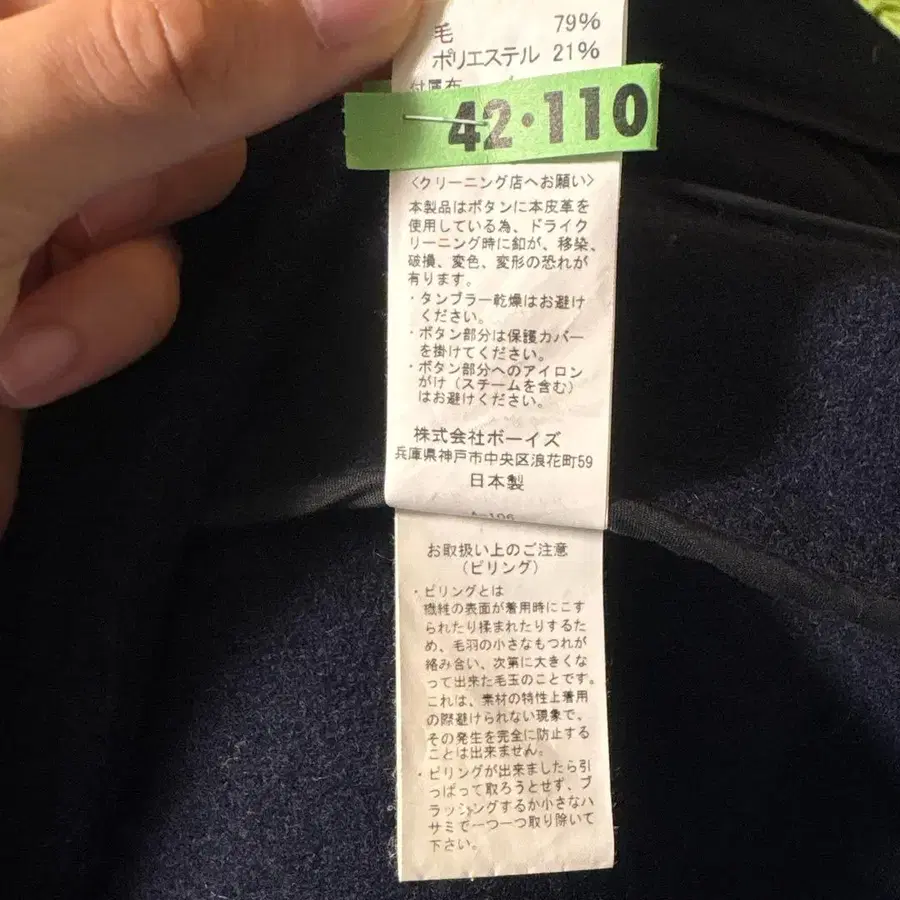 毛 79%
ポリエステル 21%
付属布
42・110
〈クリーニング店へお願い〉
本製品はボタンに本皮革を
使用している為、ドライク
リーニング時に釦が、移染、
破損、変色、変形の恐れが
有ります。
・タンブラー乾燥はお避け
ください。
・ボタン部分は保護カバー
を掛けてください。
・ボタン部分へのアイロン
がけ（スチームを含む）
はお避けください。
株式会社ボーイズ
兵庫県神戸市中央区浪花町59
日本製
A-106
お取扱い上のご注意
（ピリング）
・ピリングとは
繊維の表面が着用時にこす
られたり揉まれたりするた
め、毛羽の小さなもつれが
絡み合い、次第に大きくな
って出来た毛玉のことです。
これは、素材の特性上着用
の際避けられない現象で、
その発生を完全に防止する
ことは出来ません。
・ピリングが出来ましたら引
っぱって取ろうとせず、ブ
ラッシングするか小さなハ
サミで一つ一つ取り除いて
下さい。